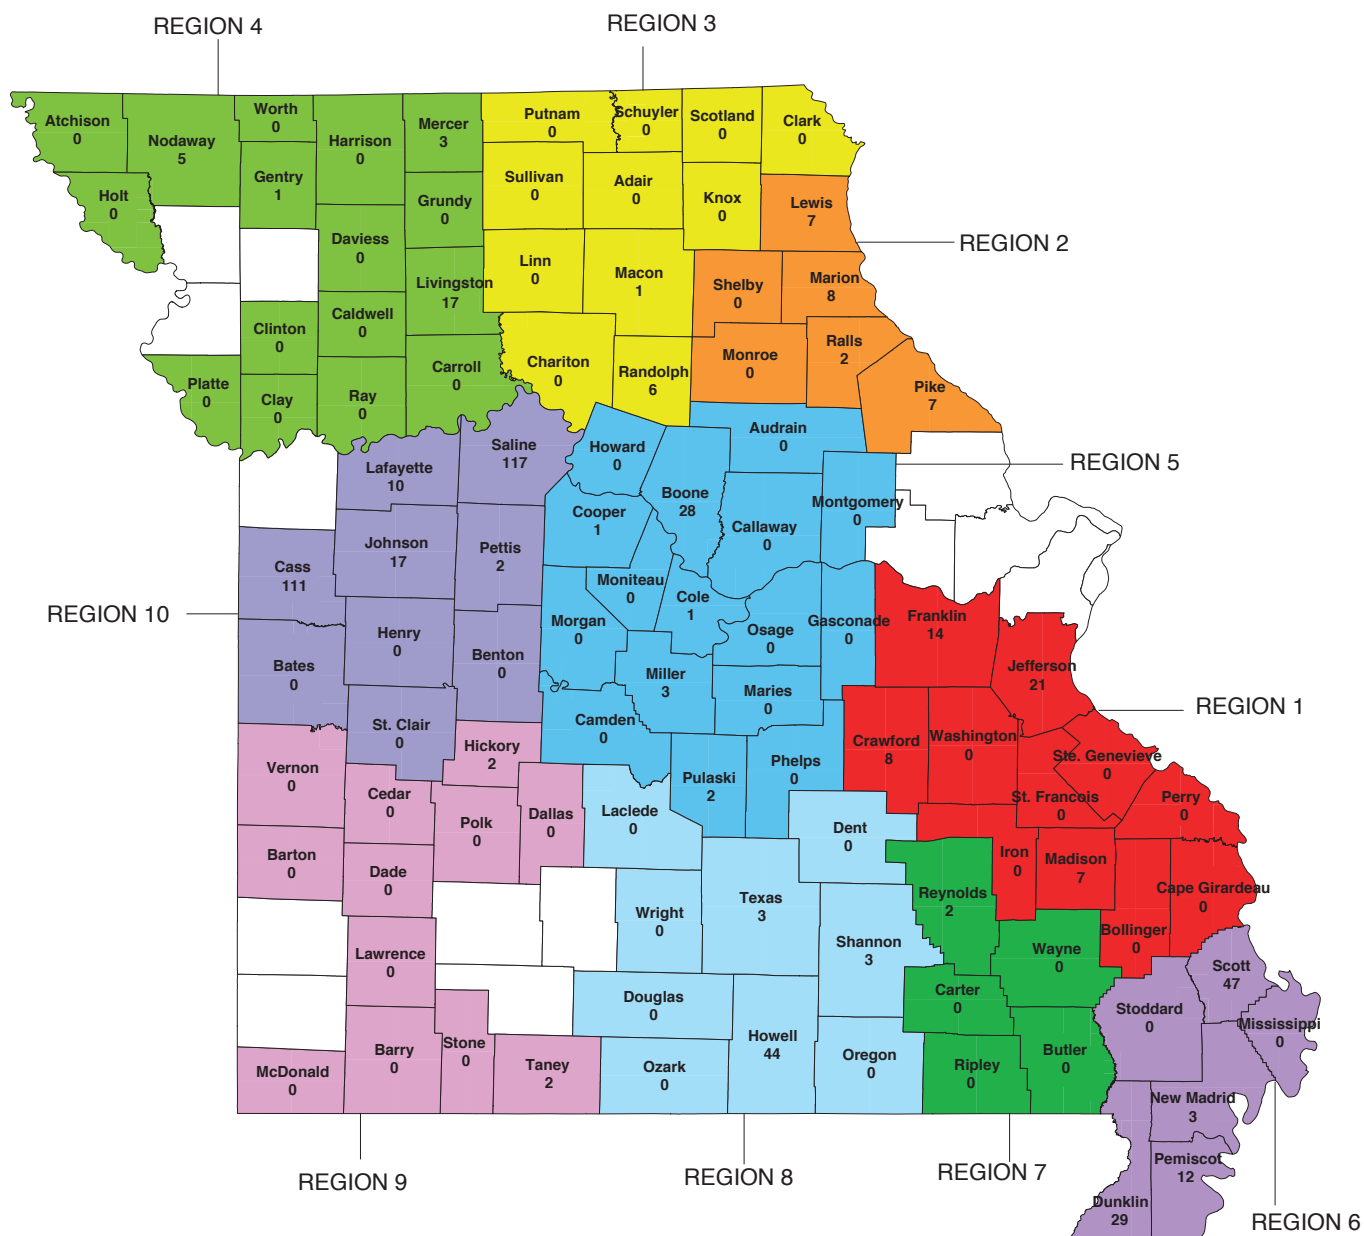 REGION 4
REGION 3
Atchison
0
Nodaway
5
Worth
0
Harrison
0
Mercer
3
Putnam
0
Schuyler
0
Scotland
0
Clark
0
Holt
0
Gentry
1
Grundy
0
Sullivan
0
Adair
0
Knox
0
Lewis
7
REGION 2
Daviess
0
Livingston
17
Linn
0
Macon
1
Shelby
0
Marion
8
Clinton
0
Caldwell
0
Carroll
0
Chariton
0
Randolph
6
Monroe
0
Ralls
2
Pike
7
Platte
0
Clay
0
Ray
0
Lafayette
10
Saline
117
Howard
0
Boone
28
Audrain
0
Montgomery
0
REGION 5
Cooper
1
Callaway
0
Cass
111
Johnson
17
Pettis
2
Moniteau
0
Cole
1
REGION 10
Morgan
0
Osage
0
Gasconade
0
Franklin
14
Henry
0
Benton
0
Bates
0
Miller
3
Maries
0
Jefferson
21
REGION 1
St. Clair
0
Camden
0
Crawford
8
Washington
0
Ste. Genevieve
0
Hickory
2
Vernon
0
Pulaski
2
Phelps
0
St. Francois
0
Perry
0
Cedar
0
Polk
0
Dallas
0
Laclede
0
Dent
0
Barton
0
Dade
0
Iron
0
Madison
7
Cape Girardeau
0
Reynolds
2
Wright
0
Texas
3
Shannon
3
Bollinger
0
Wayne
0
Lawrence
0
Scott
47
Douglas
0
Carter
0
Stoddard
0
Mississippi
0
McDonald
0
Barry
0
Stone
0
Taney
2
Ozark
0
Howell
44
Oregon
0
Ripley
0
Butler
0
New Madrid
3
Pemiscot
12
Dunklin
29
REGION 9
REGION 8
REGION 7
REGION 6